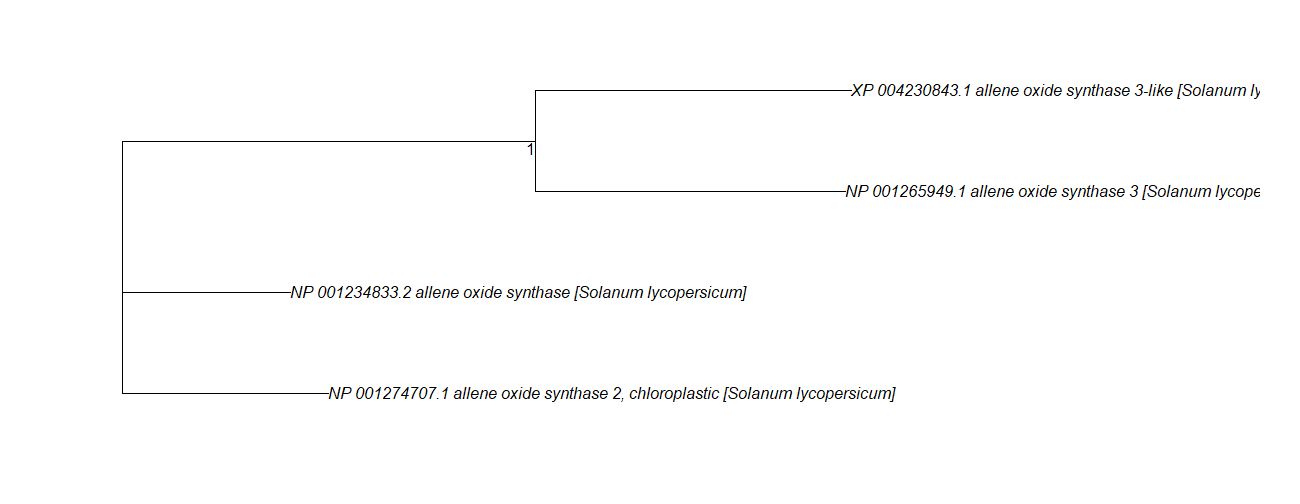 XP 004230843.1 allene oxide synthase 3-like [Solanum ly
1
NP 001265949.1 allene oxide synthase 3 [Solanum lycope
NP 001234833.2 allene oxide synthase [Solanum lycopersicum]
NP 001274707.1 allene oxide synthase 2, chloroplastic [Solanum lycopersicum]